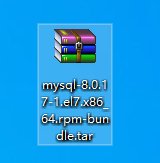 mysql-8.0.1
7-1.el7.x86_
64.rpm-bun
dle.tar